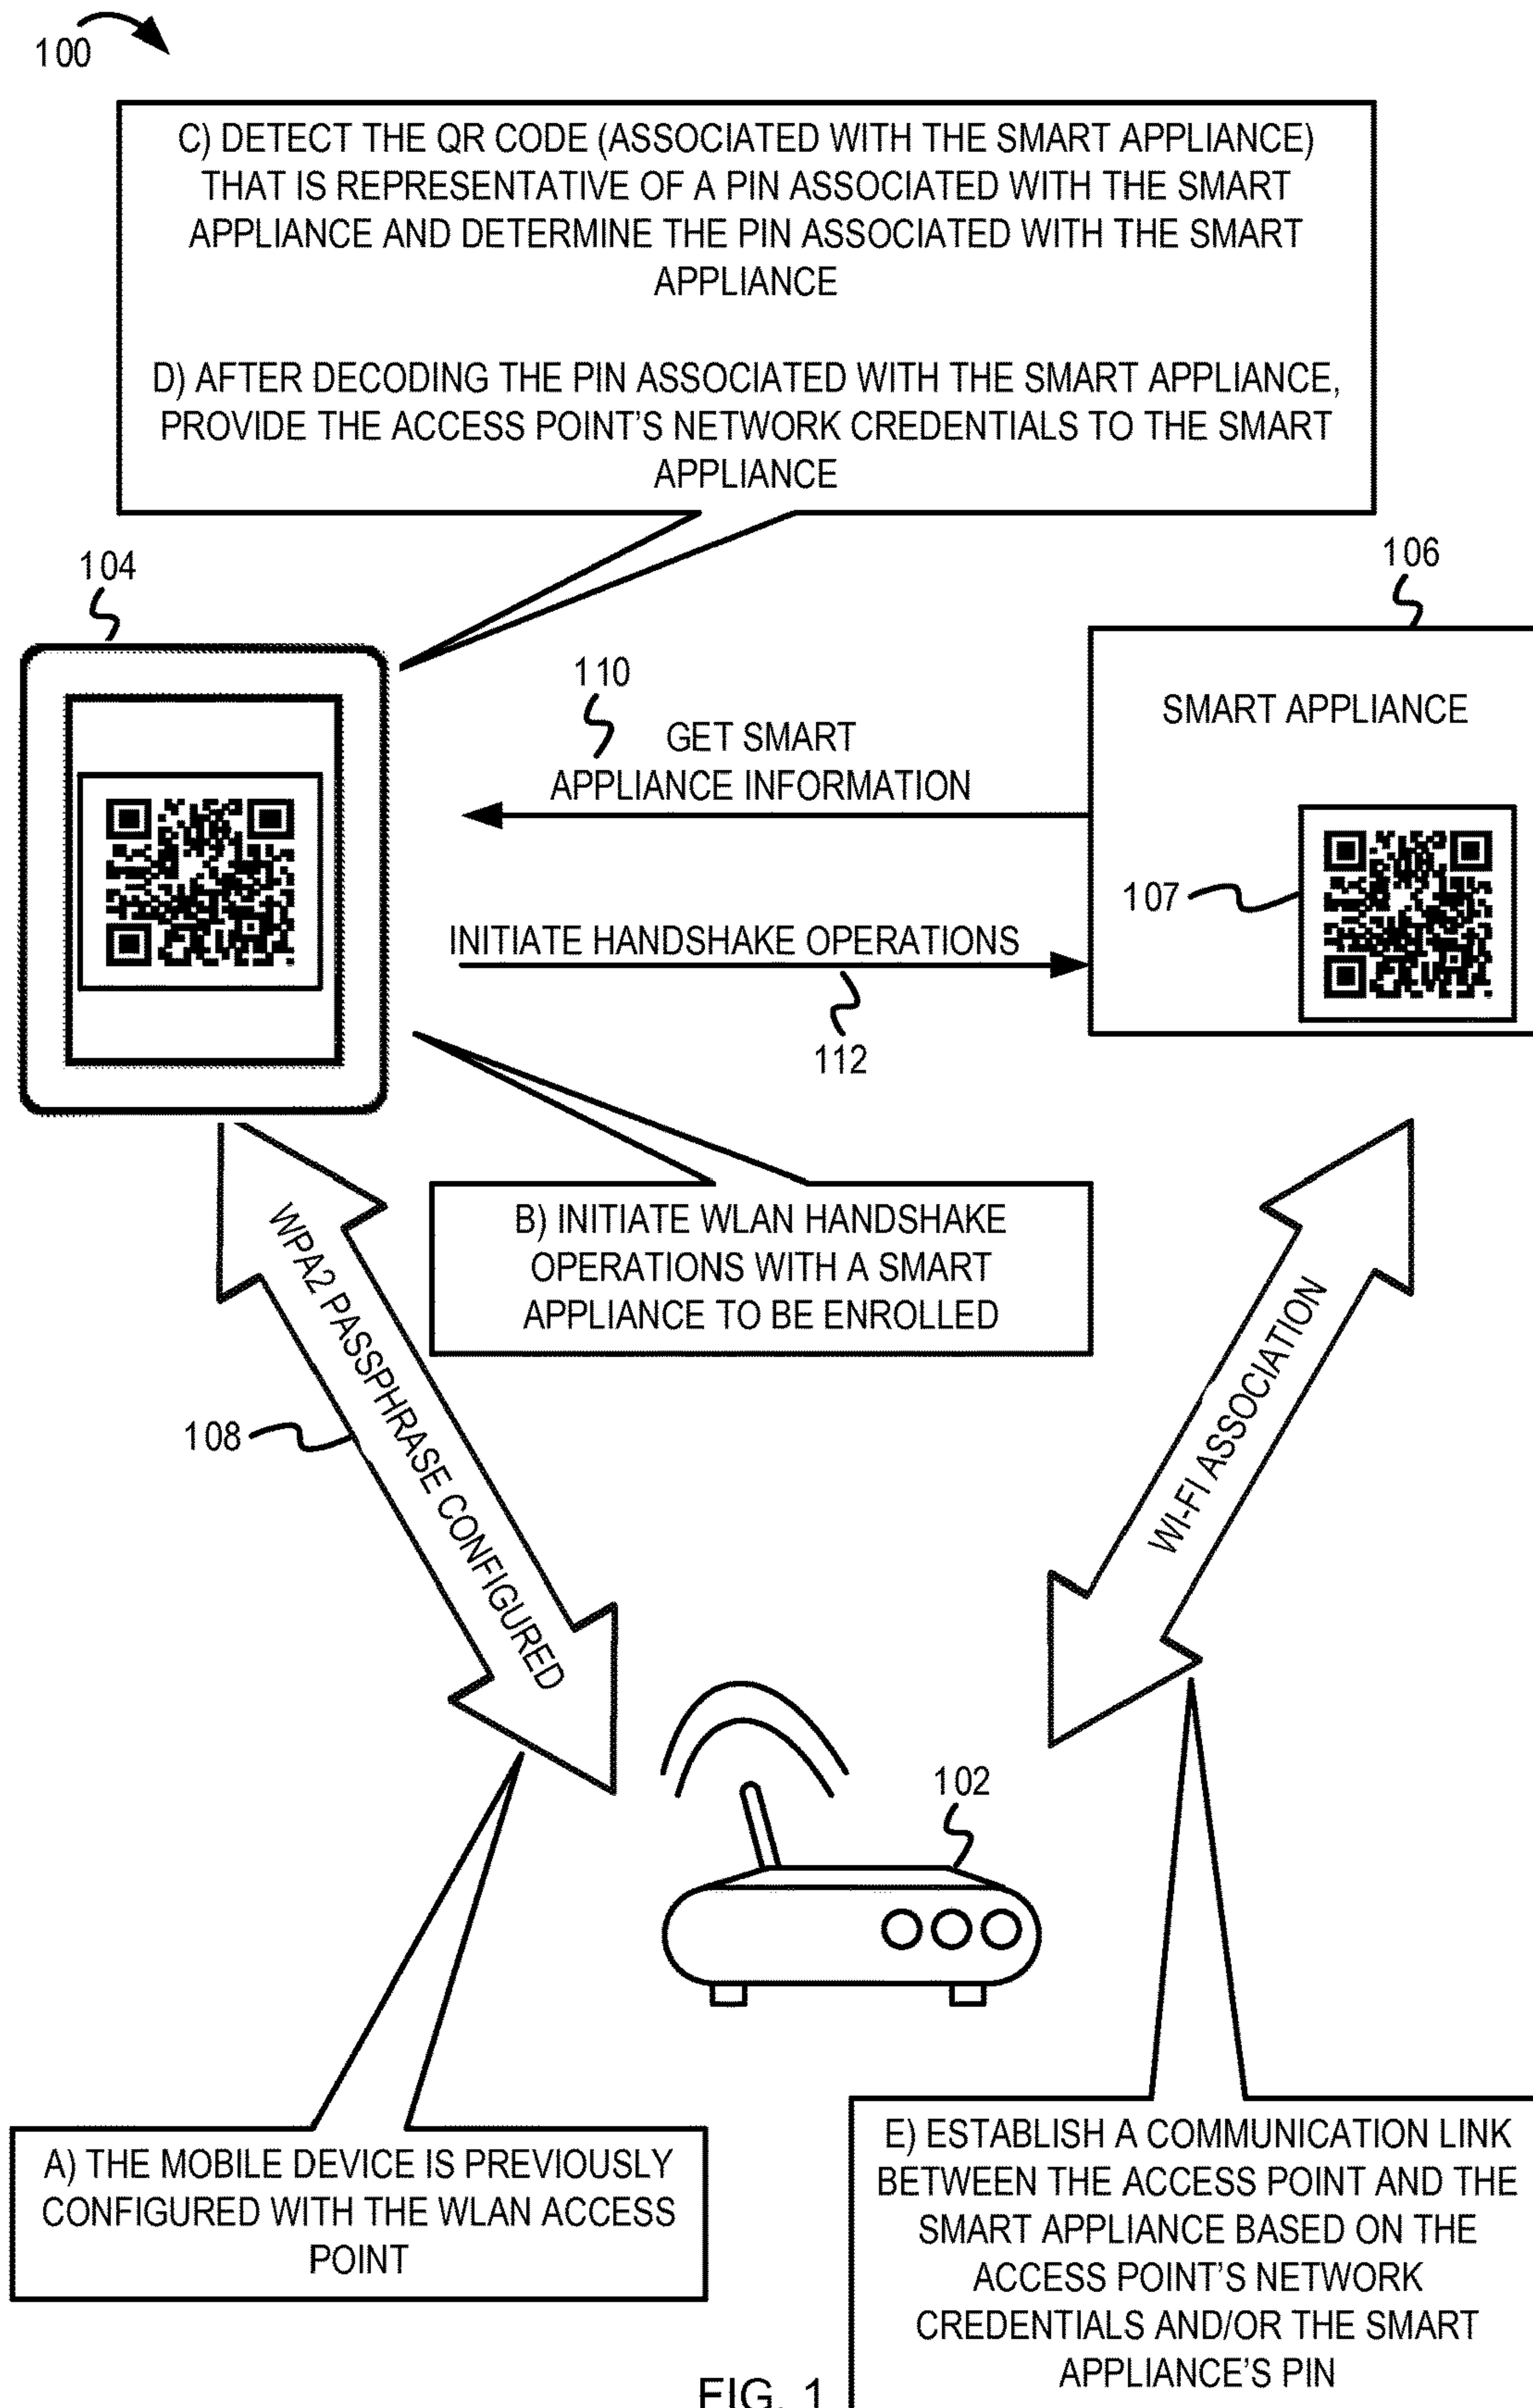 100
C) DETECT THE QR CODE (ASSOCIATED WITH THE SMART APPLIANCE)
THAT IS REPRESENTATIVE OF A PIN ASSOCIATED WITH THE SMART
APPLIANCE AND DETERMINE THE PIN ASSOCIATED WITH THE SMART
APPLIANCE
D) AFTER DECODING THE PIN ASSOCIATED WITH THE SMART APPLIANCE,
PROVIDE THE ACCESS POINT'S NETWORK CREDENTIALS TO THE SMART
APPLIANCE
104
106
110
GET SMART
APPLIANCE INFORMATION
SMART APPLIANCE
107
INITIATE HANDSHAKE OPERATIONS
112
B) INITIATE WLAN HANDSHAKE
OPERATIONS WITH A SMART
APPLIANCE TO BE ENROLLED
WPA2 PASSPHRASE CONFIGURED
108
WI-FI ASSOCIATION
102
A) THE MOBILE DEVICE IS PREVIOUSLY
CONFIGURED WITH THE WLAN ACCESS
POINT
E) ESTABLISH A COMMUNICATION LINK
BETWEEN THE ACCESS POINT AND THE
SMART APPLIANCE BASED ON THE
ACCESS POINT'S NETWORK
CREDENTIALS AND/OR THE SMART
APPLIANCE'S PIN
FIG. 1